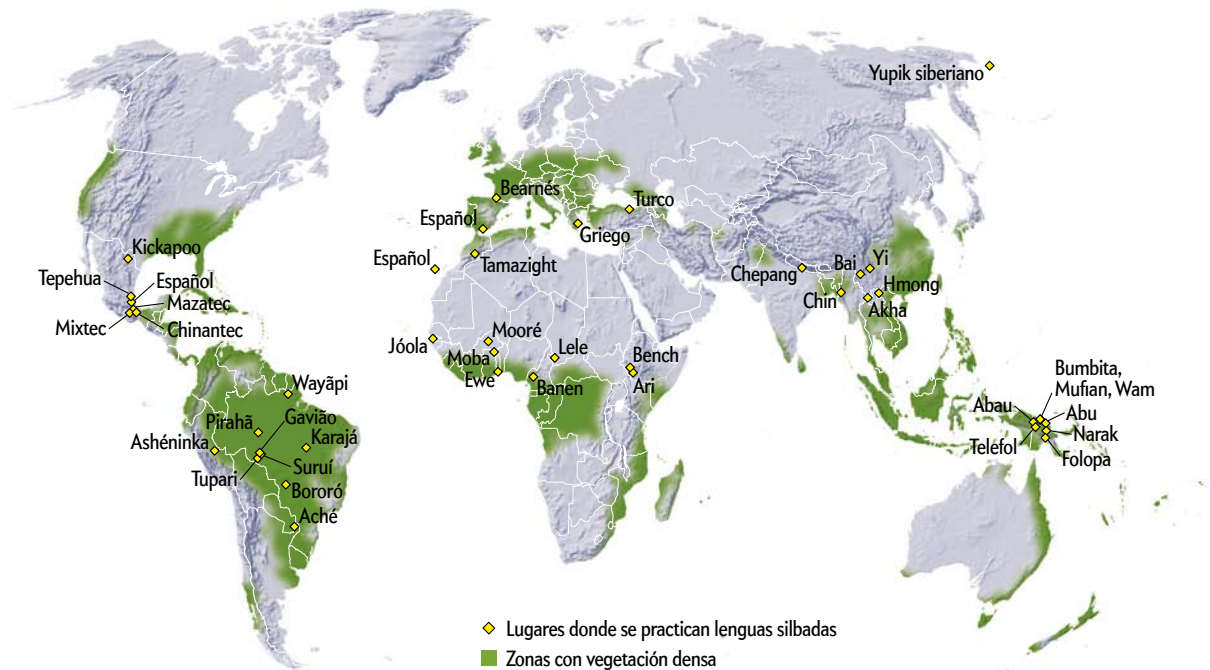 Yupik siberiano
Bearnés
Turco
Español
Griego
Español
Tamazight
Kickapoo
Tepehua
Español
Mazatec
Mixtec
Chinantec
Chepang
Bai
Yi
Hmong
Chin
Akha
Jóola
Mooré
Moba
Lele
Bench
Ewe
Banen
Ari
Wayãpi
Pirahã
Gavião
Karajá
Ashéninka
Suruí
Tupari
Bororó
Aché
Bumbita,
Mufian, Wam
Abau
Abu
Narak
Telefol
Folopa
Lugares donde se practican lenguas silbadas
Zonas con vegetación densa